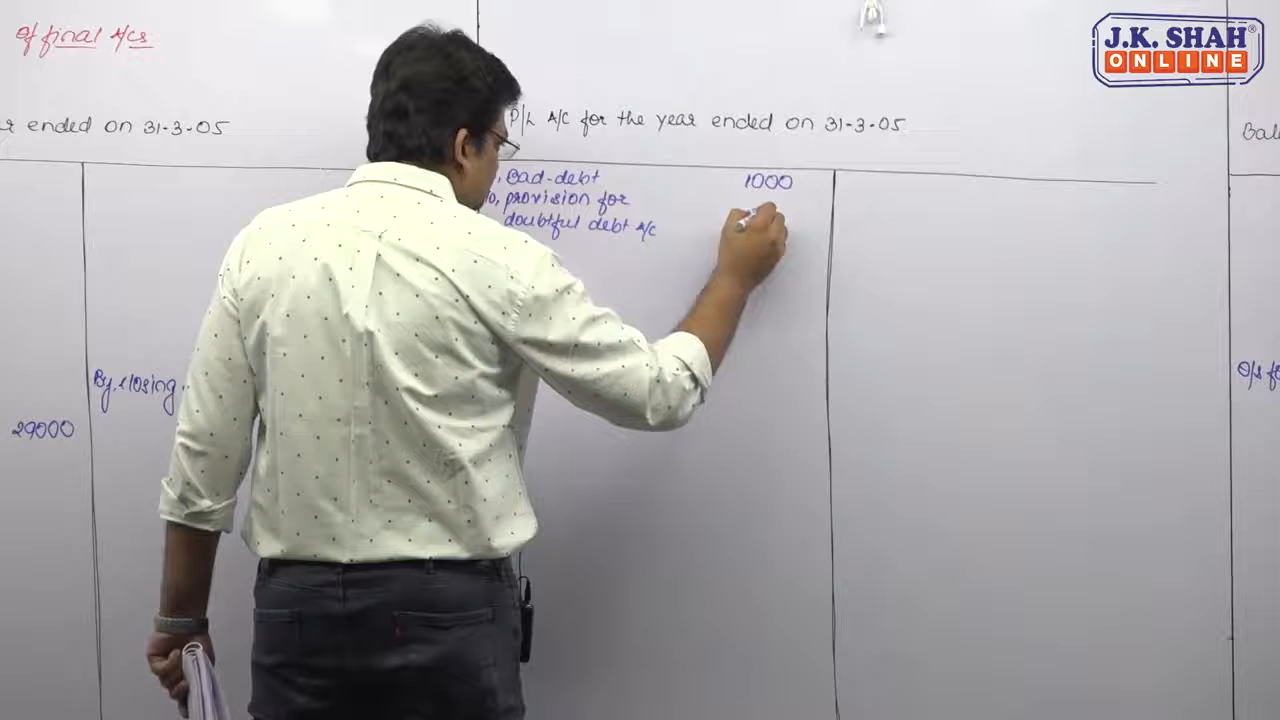 of final A/cs
J.K. SHAH®
ONLINE
ended on 31-3-05
P/L A/C for the year ended on 31-3-05
Bad-debt 1000
provision for
doubtful debt A/c
By, closing
29000
O/s